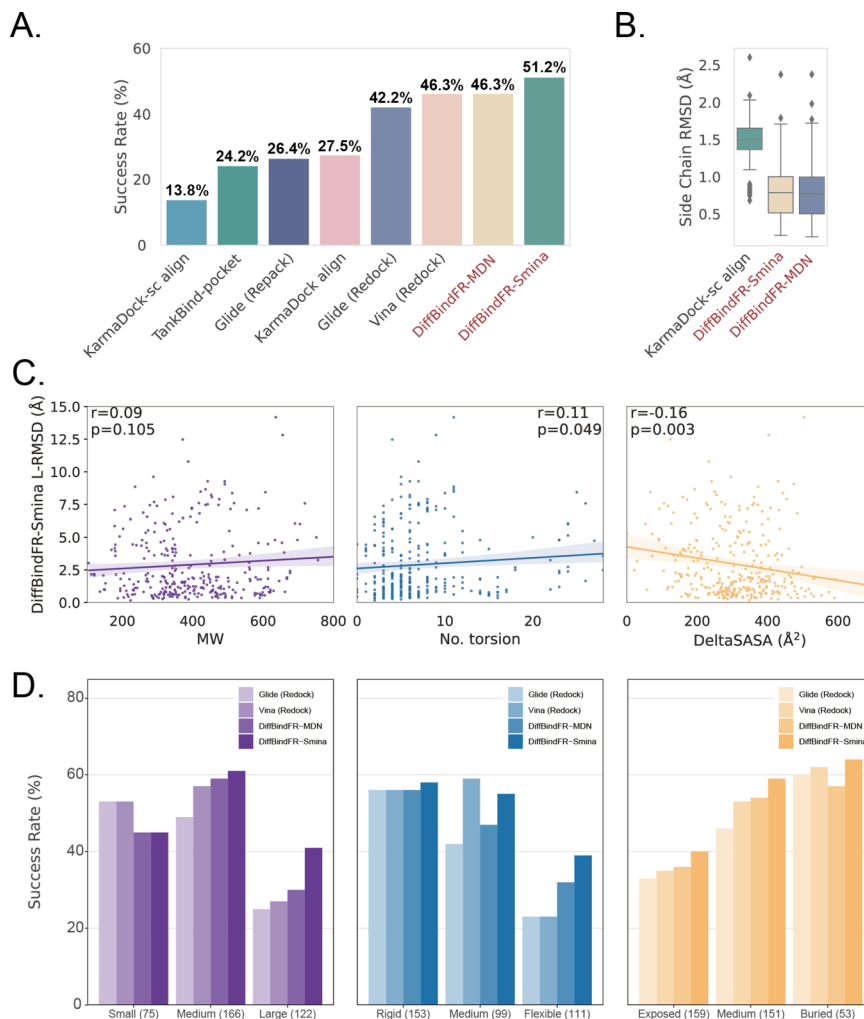 A.
60
40
20
0
Success Rate (%)
13.8%
24.2%
26.4%
27.5%
42.2%
46.3%
46.3%
51.2%
KarmaDock-sc align
TankBind-pocket
Glide (Repack)
KarmaDock align
Glide (Redock)
Vina (Redock)
DiffBindFR-MDN
DiffBindFR-Smina
B.
2.5
2.0
1.5
1.0
0.5
Side Chain RMSD (Å)
KarmaDock-sc align
DiffBindFR-Smina
DiffBindFR-MDN
C.
DiffBindFR-Smina L-RMSD (Å)
15.0
12.5
10.0
7.5
5.0
2.5
0.0
r=0.09
p=0.105
200 400 600 800
MW
r=0.11
p=0.049
0 10 20
No. torsion
r=-0.16
p=0.003
0 200 400 600
DeltaSASA (Å²)
D.
Success Rate (%)
80
60
40
20
0
Glide (Redock)
Vina (Redock)
DiffBindFR-MDN
DiffBindFR-Smina
Small (75) Medium (166) Large (122)
Glide (Redock)
Vina (Redock)
DiffBindFR-MDN
DiffBindFR-Smina
Rigid (153) Medium (99) Flexible (111)
Glide (Redock)
Vina (Redock)
DiffBindFR-MDN
DiffBindFR-Smina
Exposed (159) Medium (151) Buried (53)